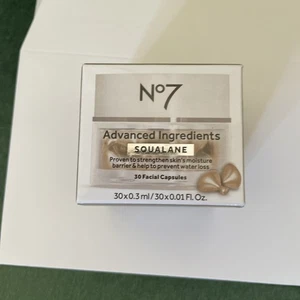 No7
Advanced Ingredients
SQUALANE
Proven to strengthen skin's moisture
barrier & help to prevent water loss
30 Facial Capsules
30 x 0.3 ml / 30 x 0.01 Fl. Oz.